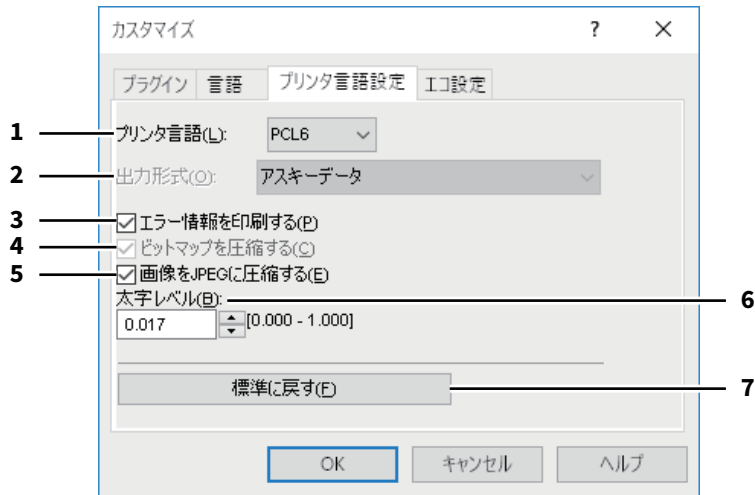 カスタマイズ ? ×
プラグイン 言語 プリンタ言語設定 エコ設定
1 プリンタ言語(L): PCL6
2 出力形式(O): アスキーデータ
3 エラー情報を印刷する(P)
4 ビットマップを圧縮する(C)
5 画像をJPEGに圧縮する(E)
太字レベル(B): 6
0.017 [0.000 - 1.000]
標準に戻す(F) 7
OK キャンセル ヘルプ